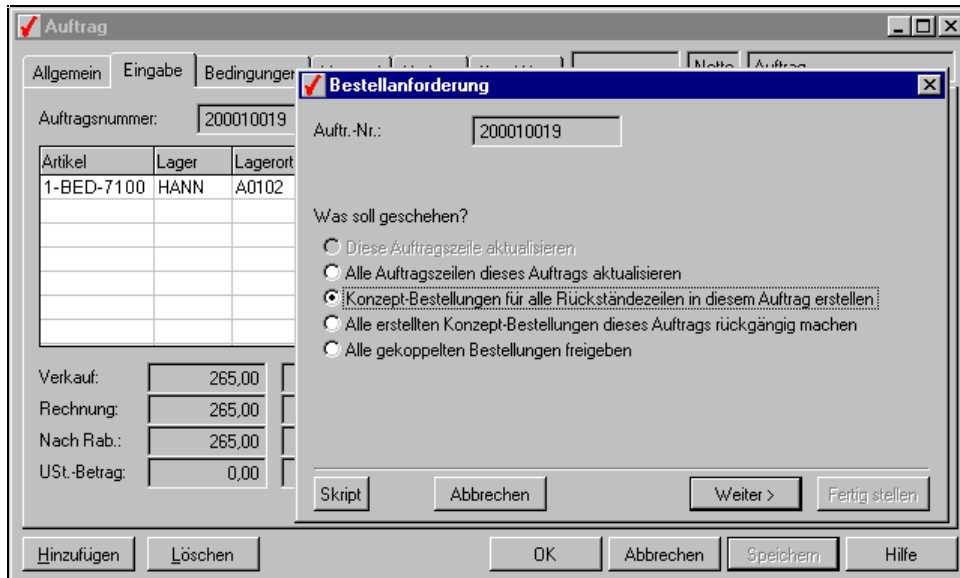 Auftrag
Allgemein Eingabe Bedingungen Netto Auftrag
Auftragsnummer: 200010019
Artikel Lager Lagerort
1-BED-7100 HANN A0102
Verkauf: 265,00
Rechnung: 265,00
Nach Rab.: 265,00
USt.-Betrag: 0,00
Bestellanforderung
Auftr.-Nr.: 200010019
Was soll geschehen?
Diese Auftragszeile aktualisieren
Alle Auftragszeilen dieses Auftrags aktualisieren
Konzept-Bestellungen für alle Rückständezeilen in diesem Auftrag erstellen
Alle erstellten Konzept-Bestellungen dieses Auftrags rückgängig machen
Alle gekoppelten Bestellungen freigeben
Skript Abbrechen Weiter > Fertig stellen
Hinzufügen Löschen OK Abbrechen Speichern Hilfe